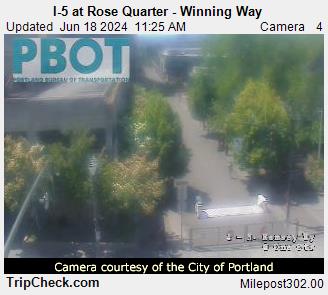 I-5 at Rose Quarter - Winning Way
Updated Jun 18 2024 11:25 AM Camera 4
PBOT
PORTLAND BUREAU OF TRANSPORTATION
Camera courtesy of the City of Portland
TripCheck.com Milepost302.00